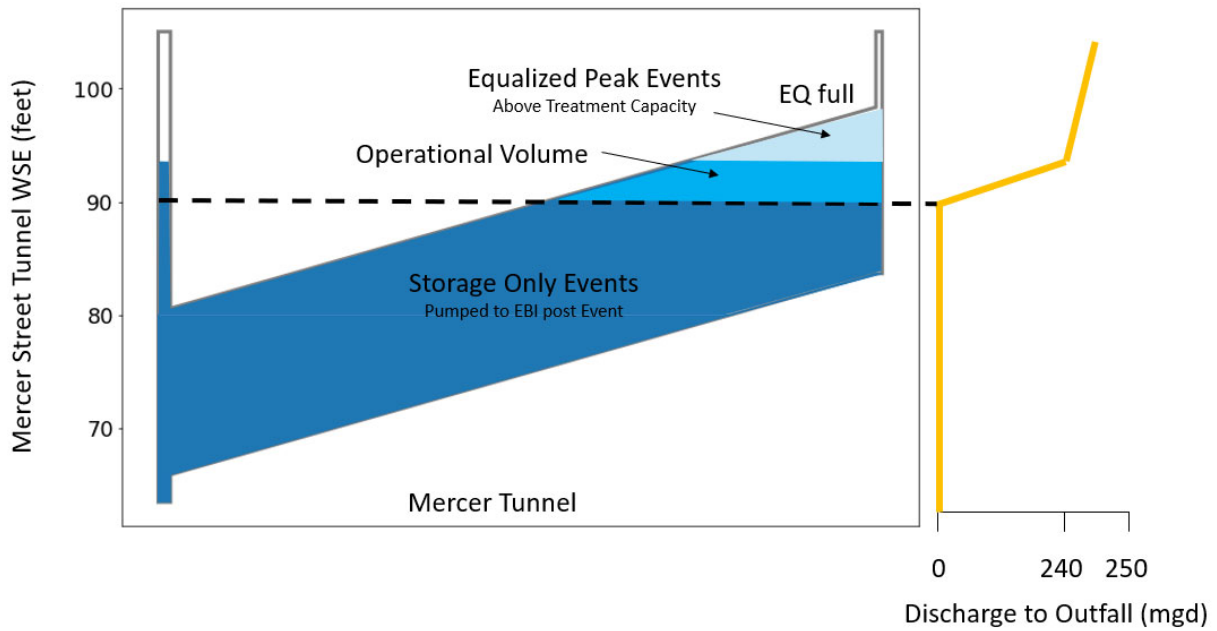 Mercer Street Tunnel WSE (feet)
100
90
80
70
Equalized Peak Events
Above Treatment Capacity
EQ full
Operational Volume
Storage Only Events
Pumped to EBI post Event
Mercer Tunnel
0
240
250
Discharge to Outfall (mgd)